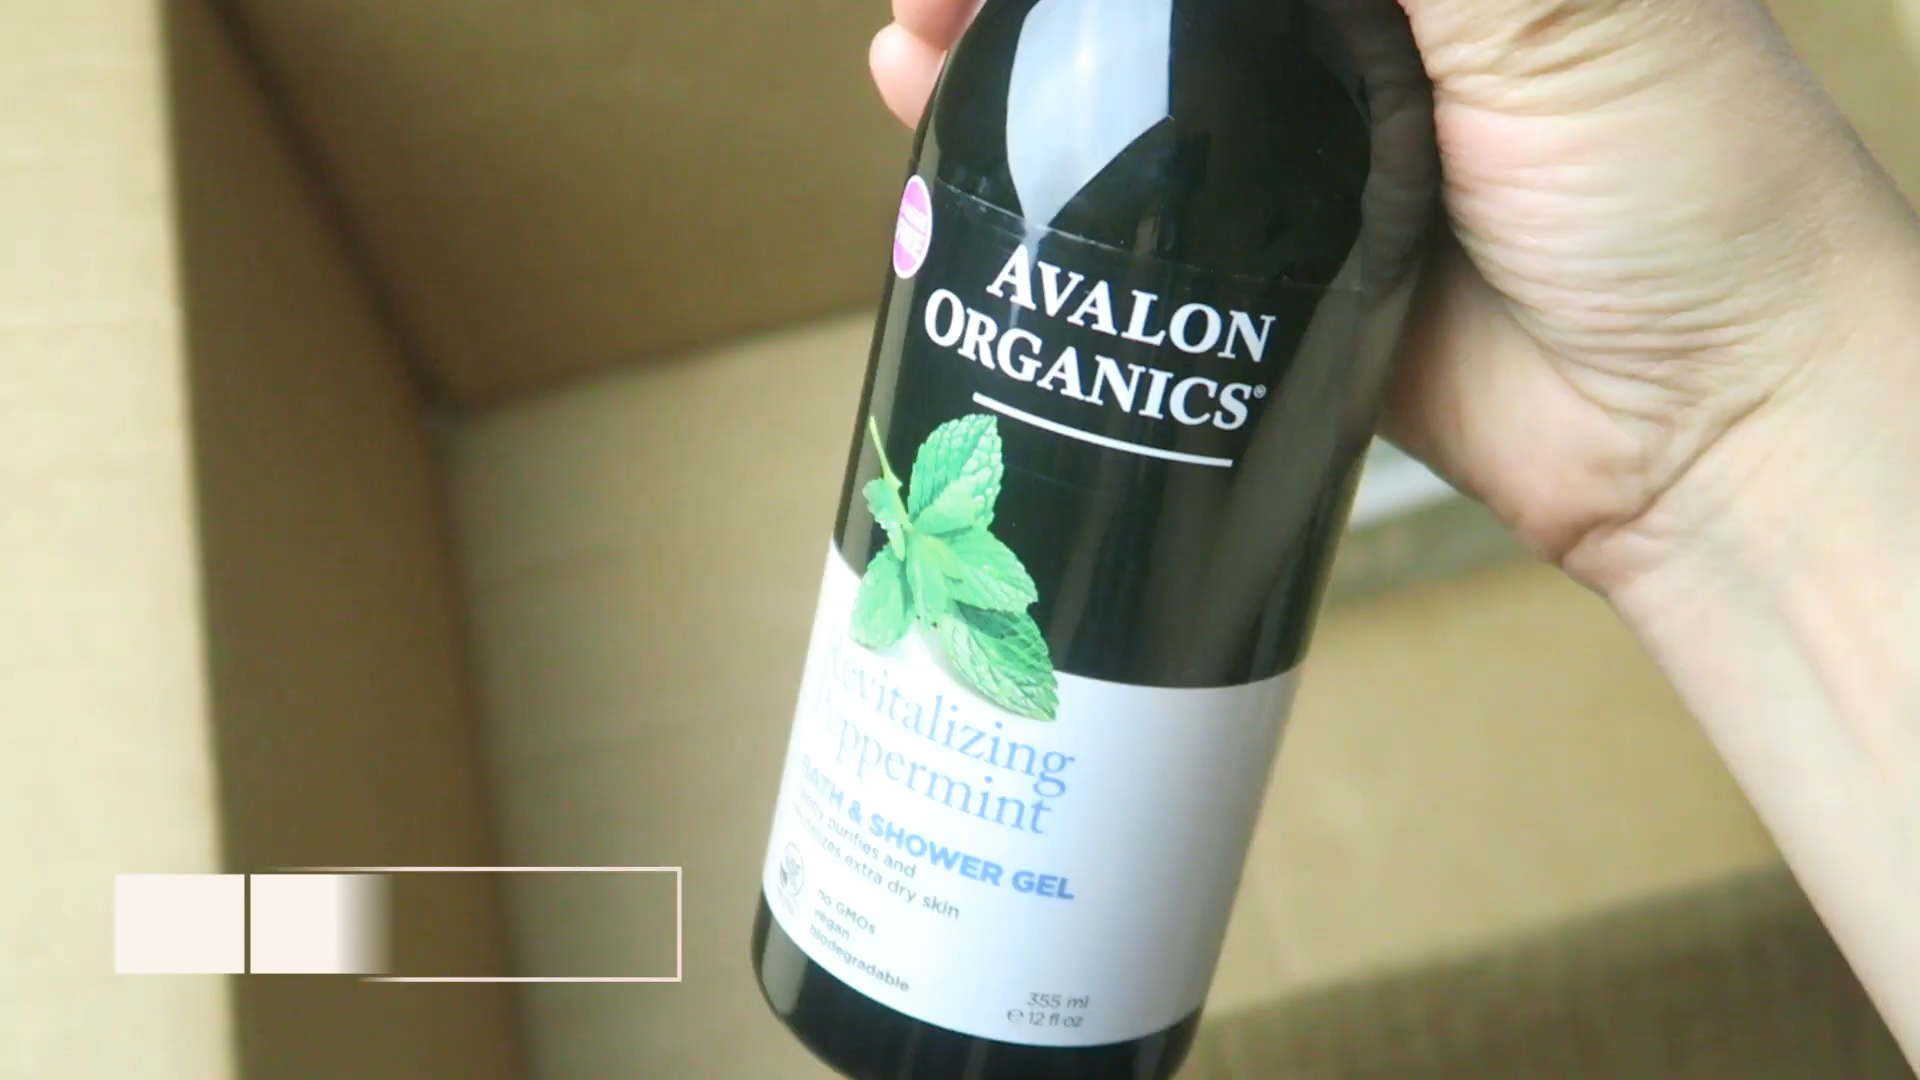 AVALON
ORGANICS®
Revitalizing
Peppermint
BATH & SHOWER GEL
purifies and
extra dry skin
no GMOs
vegan
biodegradable
355 ml
℮ 12 fl oz